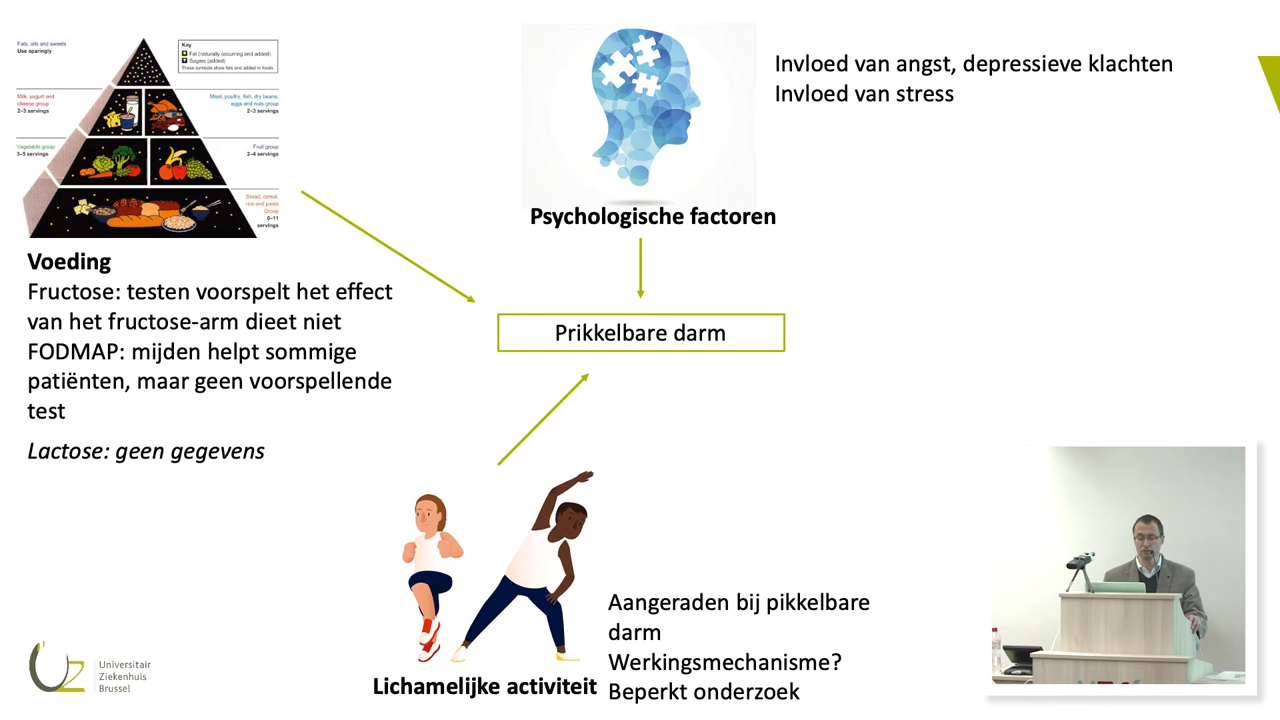 Fats, oils and sweets
Use sparingly
Key
Fat (naturally occurring and added)
Sugars (added)
These symbols show fats and added in foods
Milk, yogurt and
cheese group
2–3 servings
Meat, poultry, fish, dry beans,
eggs and nuts group
2–3 servings
Vegetable group
3–5 servings
Fruit group
2–4 servings
Bread, cereal,
rice and pasta
Group
6–11
servings
Invloed van angst, depressieve klachten
Invloed van stress
Psychologische factoren
Voeding
Fructose: testen voorspelt het effect
van het fructose-arm dieet niet
FODMAP: mijden helpt sommige
patiënten, maar geen voorspellende
test
Lactose: geen gegevens
Prikkelbare darm
Aangeraden bij pikkelbare
darm
Werkingsmechanisme?
Beperkt onderzoek
Lichamelijke activiteit
Universitair
Ziekenhuis
Brussel